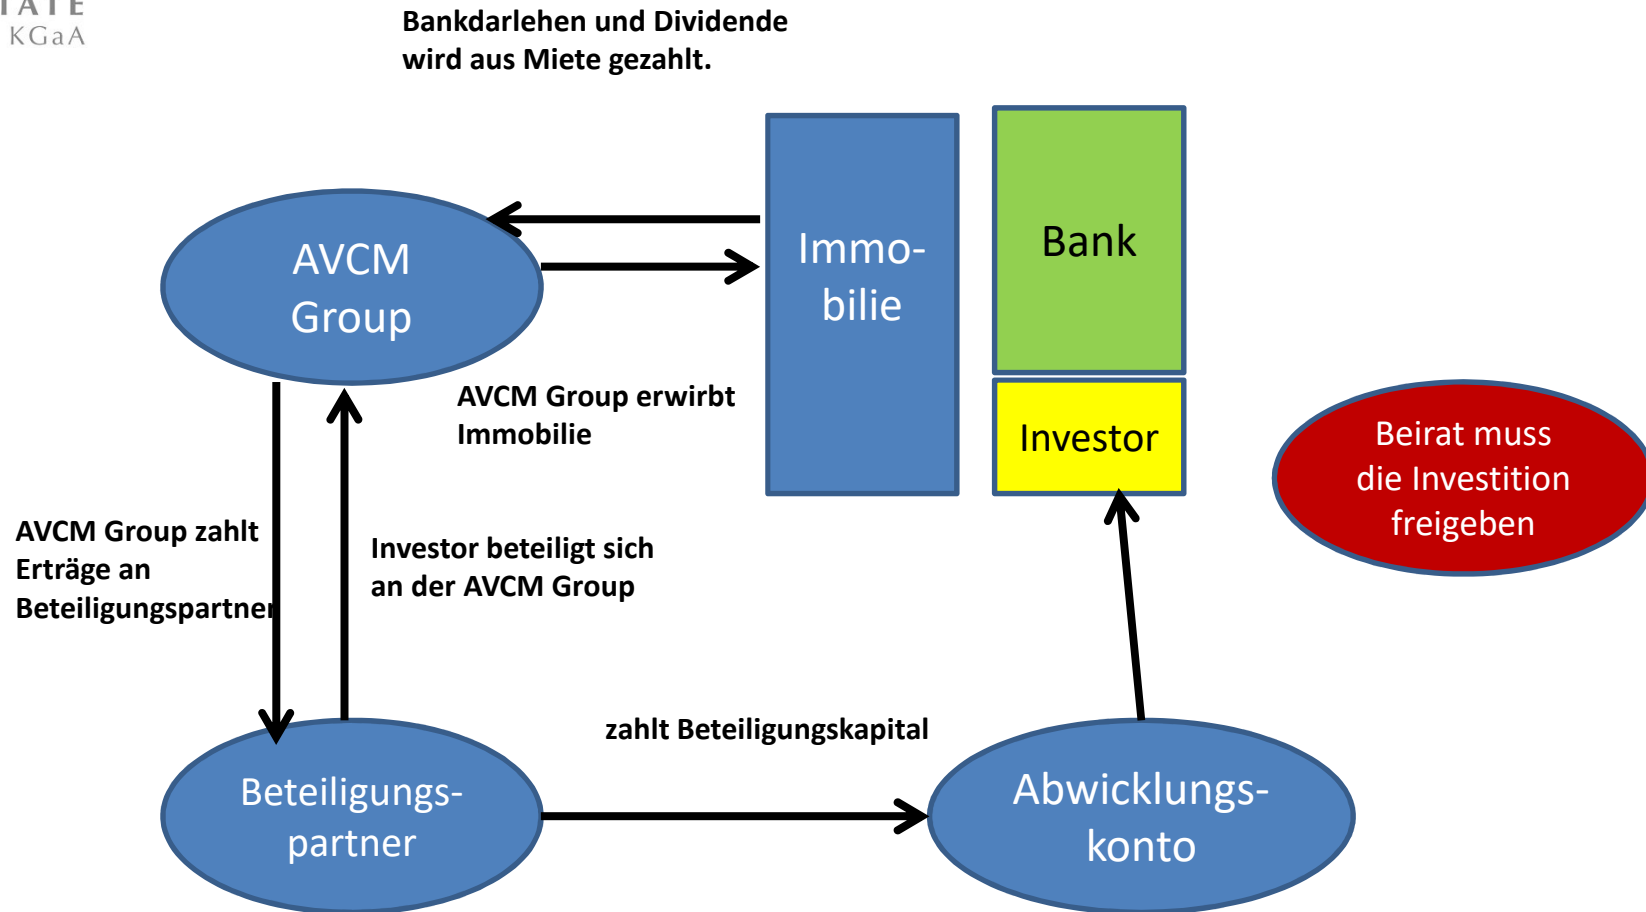 KGaA
Bankdarlehen und Dividende
wird aus Miete gezahlt.
AVCM
Group
Immo-
bilie
Bank
Investor
AVCM Group erwirbt
Immobilie
Beirat muss
die Investition
freigeben
AVCM Group zahlt
Erträge an
Beteiligungspartner
Investor beteiligt sich
an der AVCM Group
zahlt Beteiligungskapital
Beteiligungs-
partner
Abwicklungs-
konto